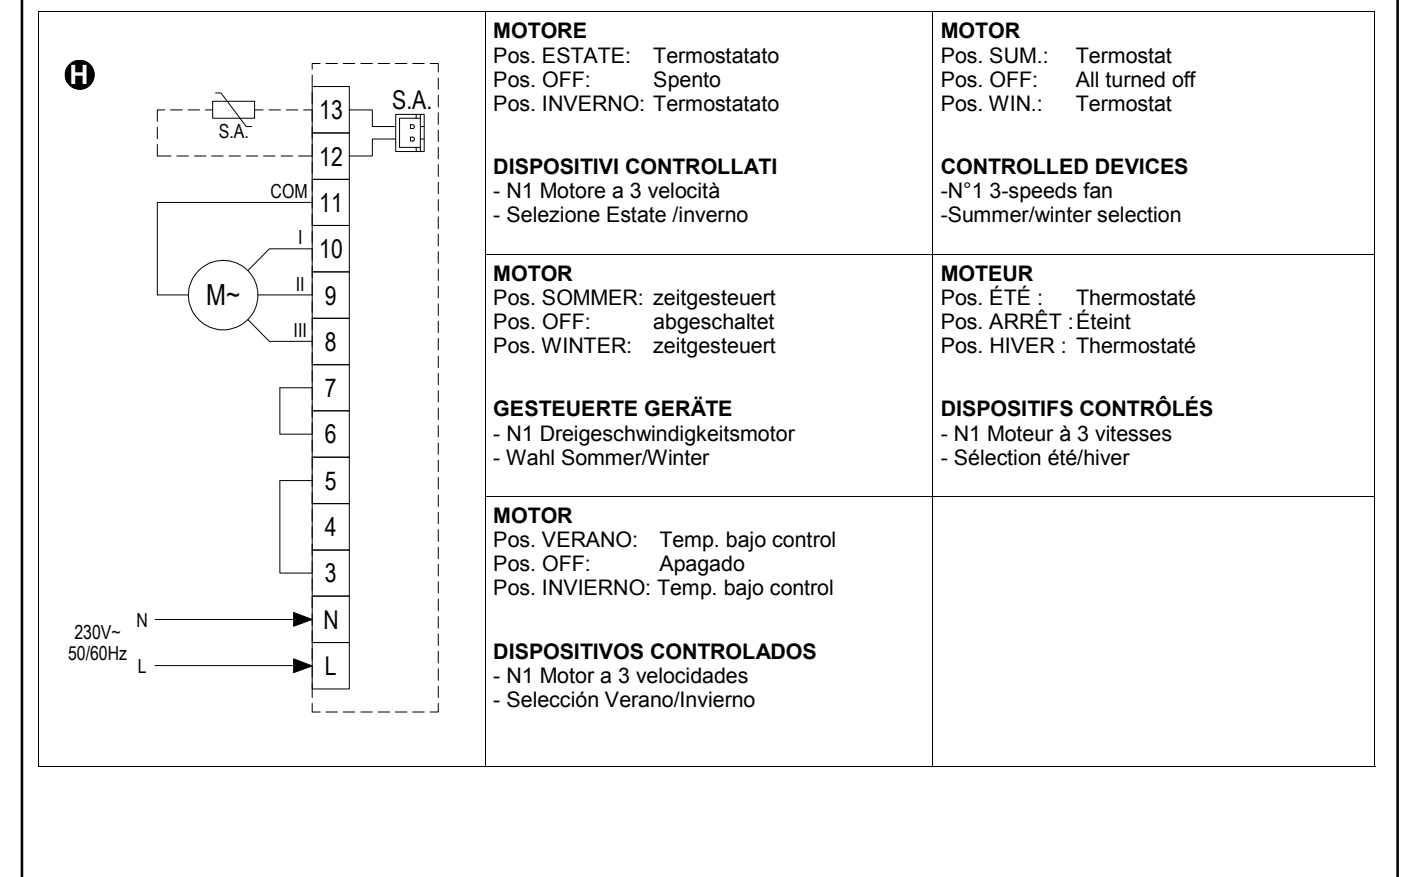 H
S.A.
S.A.
13
12
COM
11
I
10
M~
II
9
III
8
7
6
5
4
3
N
N
230V~
50/60Hz
L
L
MOTORE
Pos. ESTATE: Termostatato
Pos. OFF: Spento
Pos. INVERNO: Termostatato
DISPOSITIVI CONTROLLATI
- N1 Motore a 3 velocità
- Selezione Estate /inverno
MOTOR
Pos. SUM.: Termostat
Pos. OFF: All turned off
Pos. WIN.: Termostat
CONTROLLED DEVICES
-N°1 3-speeds fan
-Summer/winter selection
MOTOR
Pos. SOMMER: zeitgesteuert
Pos. OFF: abgeschaltet
Pos. WINTER: zeitgesteuert
GESTEUERTE GERÄTE
- N1 Dreigeschwindigkeitsmotor
- Wahl Sommer/Winter
MOTEUR
Pos. ÉTÉ : Thermostaté
Pos. ARRÊT : Éteint
Pos. HIVER : Thermostaté
DISPOSITIFS CONTRÔLÉS
- N1 Moteur à 3 vitesses
- Sélection été/hiver
MOTOR
Pos. VERANO: Temp. bajo control
Pos. OFF: Apagado
Pos. INVIERNO: Temp. bajo control
DISPOSITIVOS CONTROLADOS
- N1 Motor a 3 velocidades
- Selección Verano/Invierno